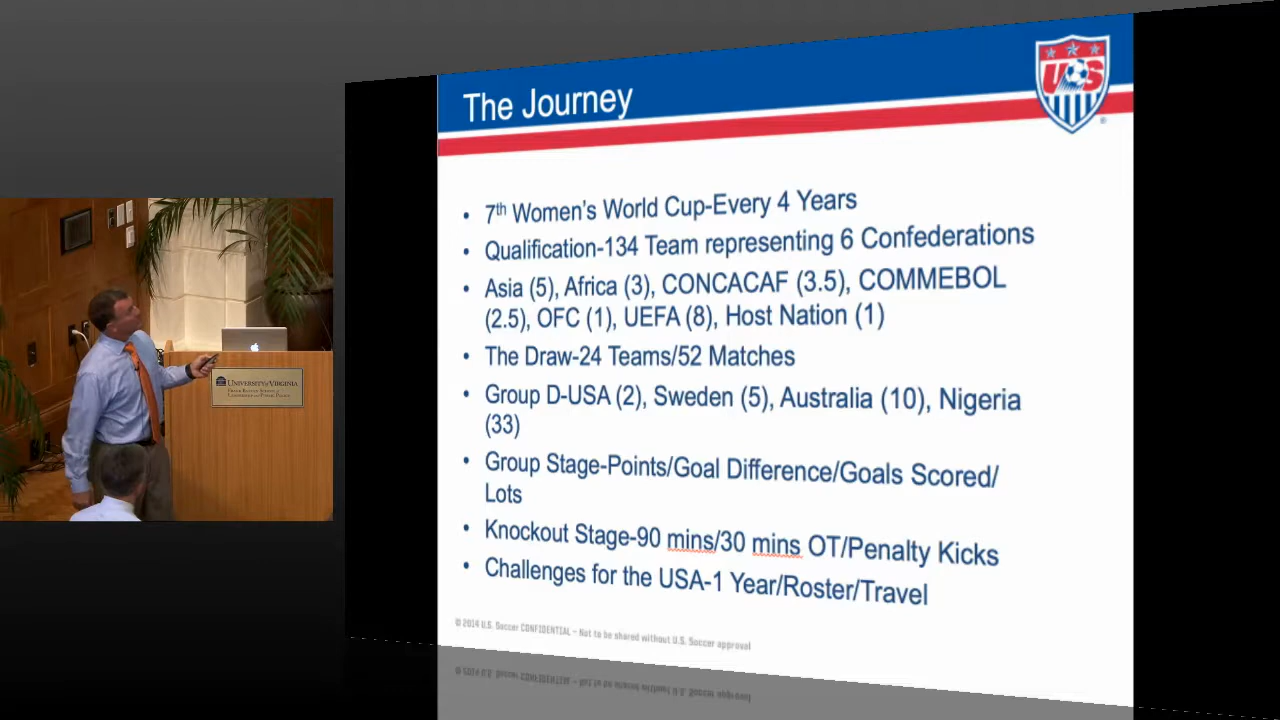 The Journey
US
• 7th Women's World Cup-Every 4 Years
• Qualification-134 Team representing 6 Confederations
• Asia (5), Africa (3), CONCACAF (3.5), COMMEBOL
(2.5), OFC (1), UEFA (8), Host Nation (1)
• The Draw-24 Teams/52 Matches
• Group D-USA (2), Sweden (5), Australia (10), Nigeria
(33)
• Group Stage-Points/Goal Difference/Goals Scored/
Lots
• Knockout Stage-90 mins/30 mins OT/Penalty Kicks
• Challenges for the USA-1 Year/Roster/Travel
© 2014 U.S. Soccer CONFIDENTIAL – Not to be shared without U.S. Soccer approval
UNIVERSITY of VIRGINIA